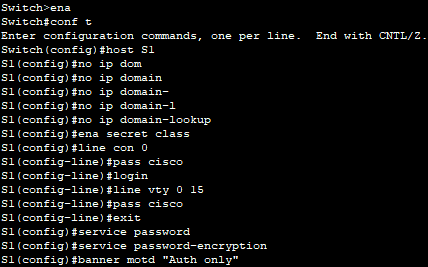 Switch>ena
Switch#conf t
Enter configuration commands, one per line.  End with CNTL/Z.
Switch(config)#host S1
S1(config)#no ip dom
S1(config)#no ip domain
S1(config)#no ip domain-
S1(config)#no ip domain-l
S1(config)#no ip domain-lookup
S1(config)#ena secret class
S1(config)#line con 0
S1(config-line)#pass cisco
S1(config-line)#login
S1(config-line)#line vty 0 15
S1(config-line)#pass cisco
S1(config-line)#exit
S1(config)#service password
S1(config)#service password-encryption
S1(config)#banner motd "Auth only"